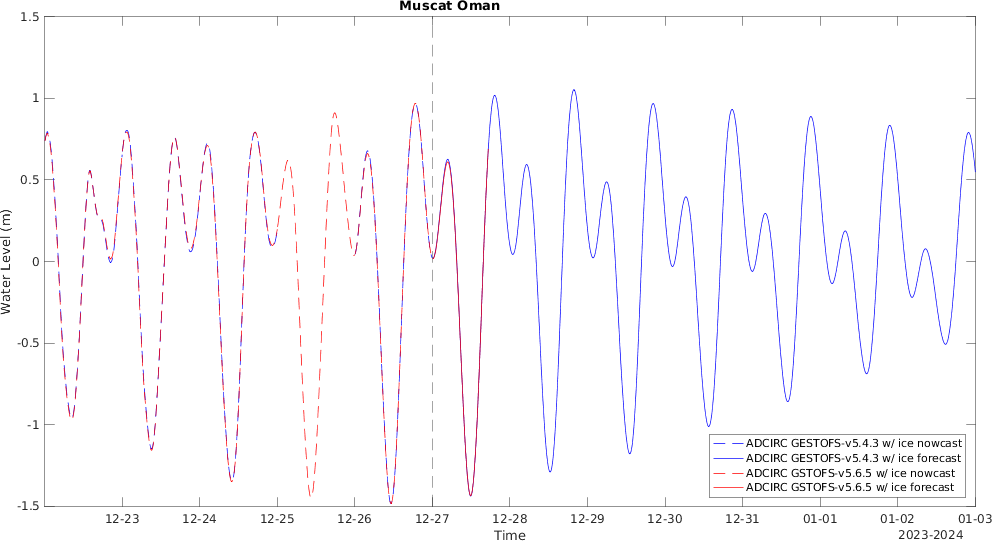 Muscat Oman
1.5
1
0.5
0
-0.5
-1
-1.5
Water Level (m)
12-23
12-24
12-25
12-26
12-27
12-28
12-29
12-30
12-31
01-01
01-02
01-03
Time
2023-2024
ADCIRC GESTOFS-v5.4.3 w/ ice nowcast
ADCIRC GESTOFS-v5.4.3 w/ ice forecast
ADCIRC GSTOFS-v5.6.5 w/ ice nowcast
ADCIRC GSTOFS-v5.6.5 w/ ice forecast